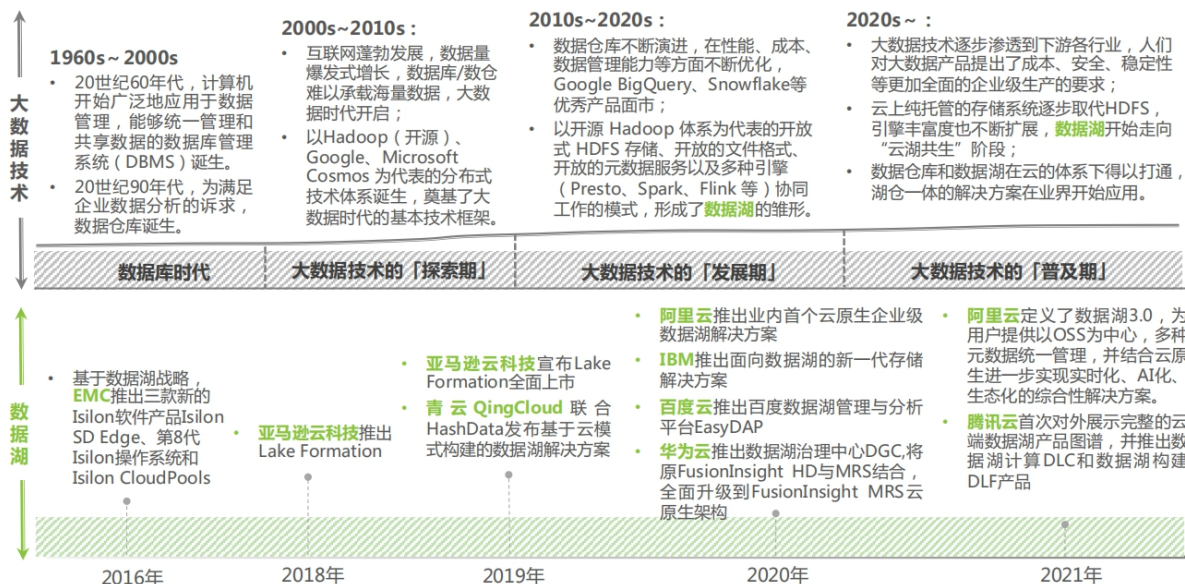 大数据技术
1960s~2000s
• 20世纪60年代，计算机
开始广泛地应用于数据
管理，能够统一管理和
共享数据的数据库管理
系统（DBMS）诞生。
• 20世纪90年代，为满足
企业数据分析的诉求，
数据仓库诞生。
2000s~2010s：
• 互联网蓬勃发展，数据量
爆发式增长，数据库/数仓
难以承载海量数据，大数
据时代开启；
• 以Hadoop（开源）、
Google、Microsoft
Cosmos 为代表的分布式
技术体系诞生，奠基了大
数据时代的基本技术框架。
2010s~2020s：
• 数据仓库不断演进，在性能、成本、
数据管理能力等方面不断优化，
Google BigQuery、Snowflake等
优秀产品面市；
• 以开源 Hadoop 体系为代表的开放
式 HDFS 存储、开放的文件格式、
开放的元数据服务以及多种引擎
（Presto、Spark、Flink 等）协同
工作的模式，形成了数据湖的雏形。
2020s~：
• 大数据技术逐步渗透到下游各行业，人们
对大数据产品提出了成本、安全、稳定性
等更加全面的企业级生产的要求；
• 云上纯托管的存储系统逐步取代HDFS，
引擎丰富度也不断扩展，数据湖开始走向
“云湖共生”阶段；
• 数据仓库和数据湖在云的体系下得以打通，
湖仓一体的解决方案在业界开始应用。
数据库时代
大数据技术的「探索期」
大数据技术的「发展期」
大数据技术的「普及期」
数据湖
• 基于数据湖战略，
EMC推出三款新的
Isilon软件产品Isilon
SD Edge、第8代
Isilon操作系统和
Isilon CloudPools
• 亚马逊云科技推出
Lake Formation
• 亚马逊云科技宣布Lake
Formation全面上市
• 青云QingCloud 联合
HashData发布基于云模
式构建的数据湖解决方案
• 阿里云推出业内首个云原生企业级
数据湖解决方案
• IBM推出面向数据湖的新一代存储
解决方案
• 百度云推出百度数据湖管理与分析
平台EasyDAP
• 华为云推出数据湖治理中心DGC,将
原FusionInsight HD与MRS结合，
全面升级到FusionInsight MRS云
原生架构
• 阿里云定义了数据湖3.0，为
用户提供以OSS为中心，多种
元数据统一管理，并结合云原
生进一步实现实时化、AI化、
生态化的综合性解决方案。
• 腾讯云首次对外展示完整的云
端数据湖产品图谱，并推出数
据湖计算DLC和数据湖构建
DLF产品
2016年
2018年
2019年
2020年
2021年